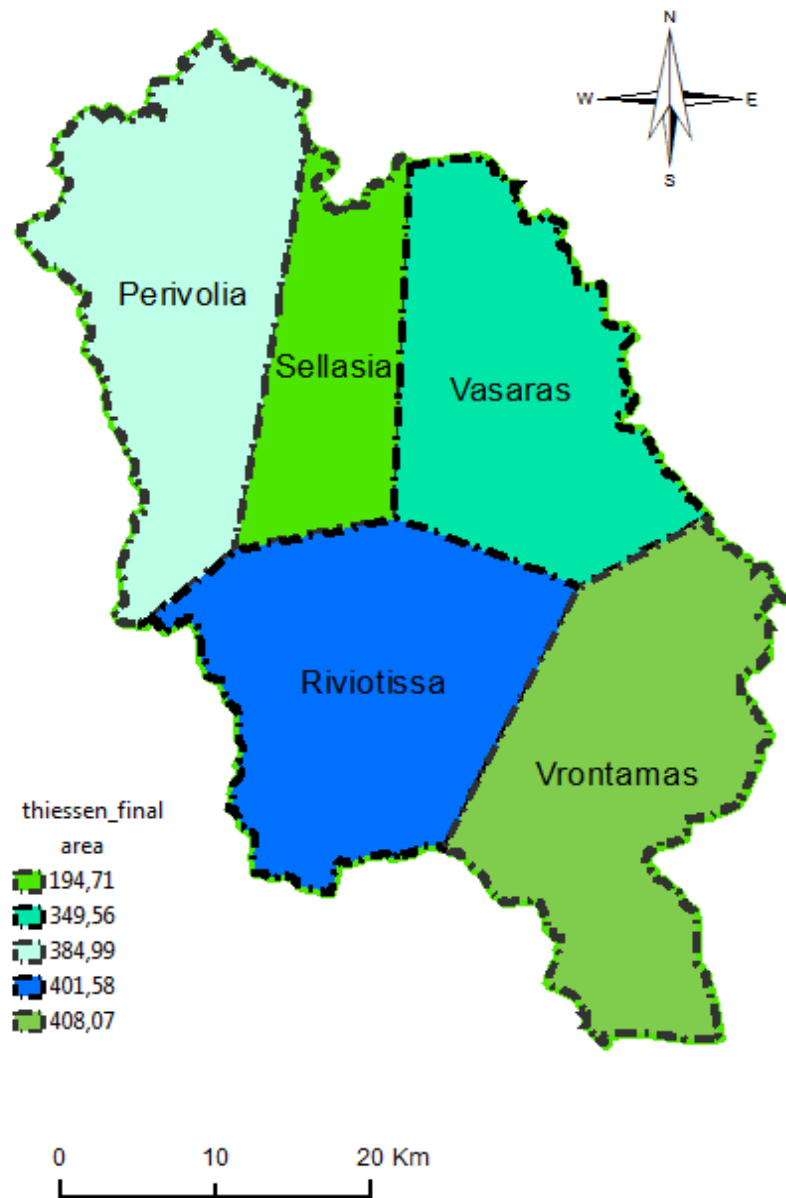 N
W E
S
Perivolia
Sellasia
Vasaras
Riviotissa
Vrontamas
thiessen_final
area
194,71
349,56
384,99
401,58
408,07
0 10 20 Km